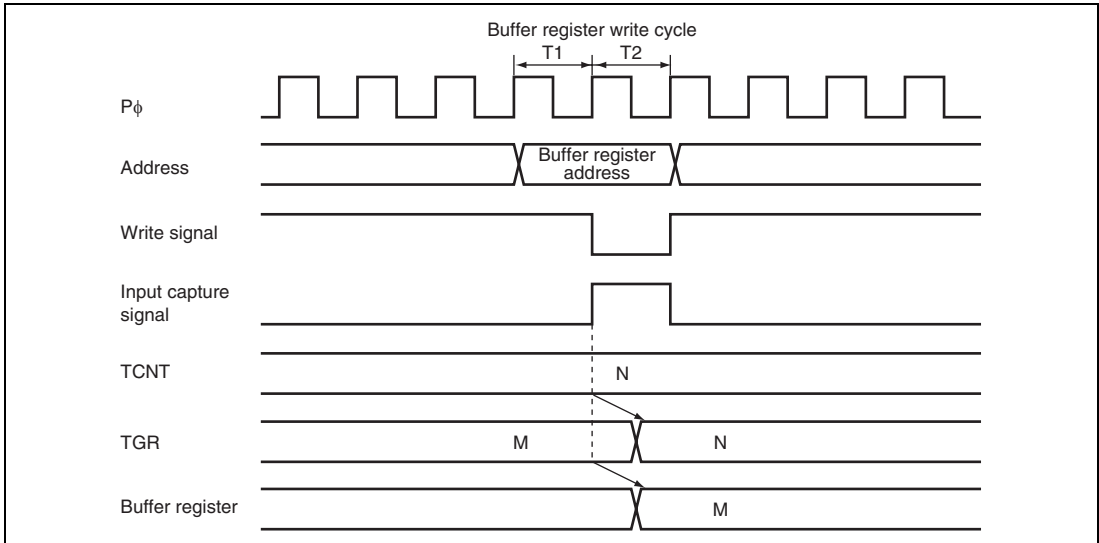 Buffer register write cycle
T1 T2
Pϕ
Buffer register
address
Address
Write signal
Input capture
signal
TCNT
N
TGR
M N
Buffer register
M